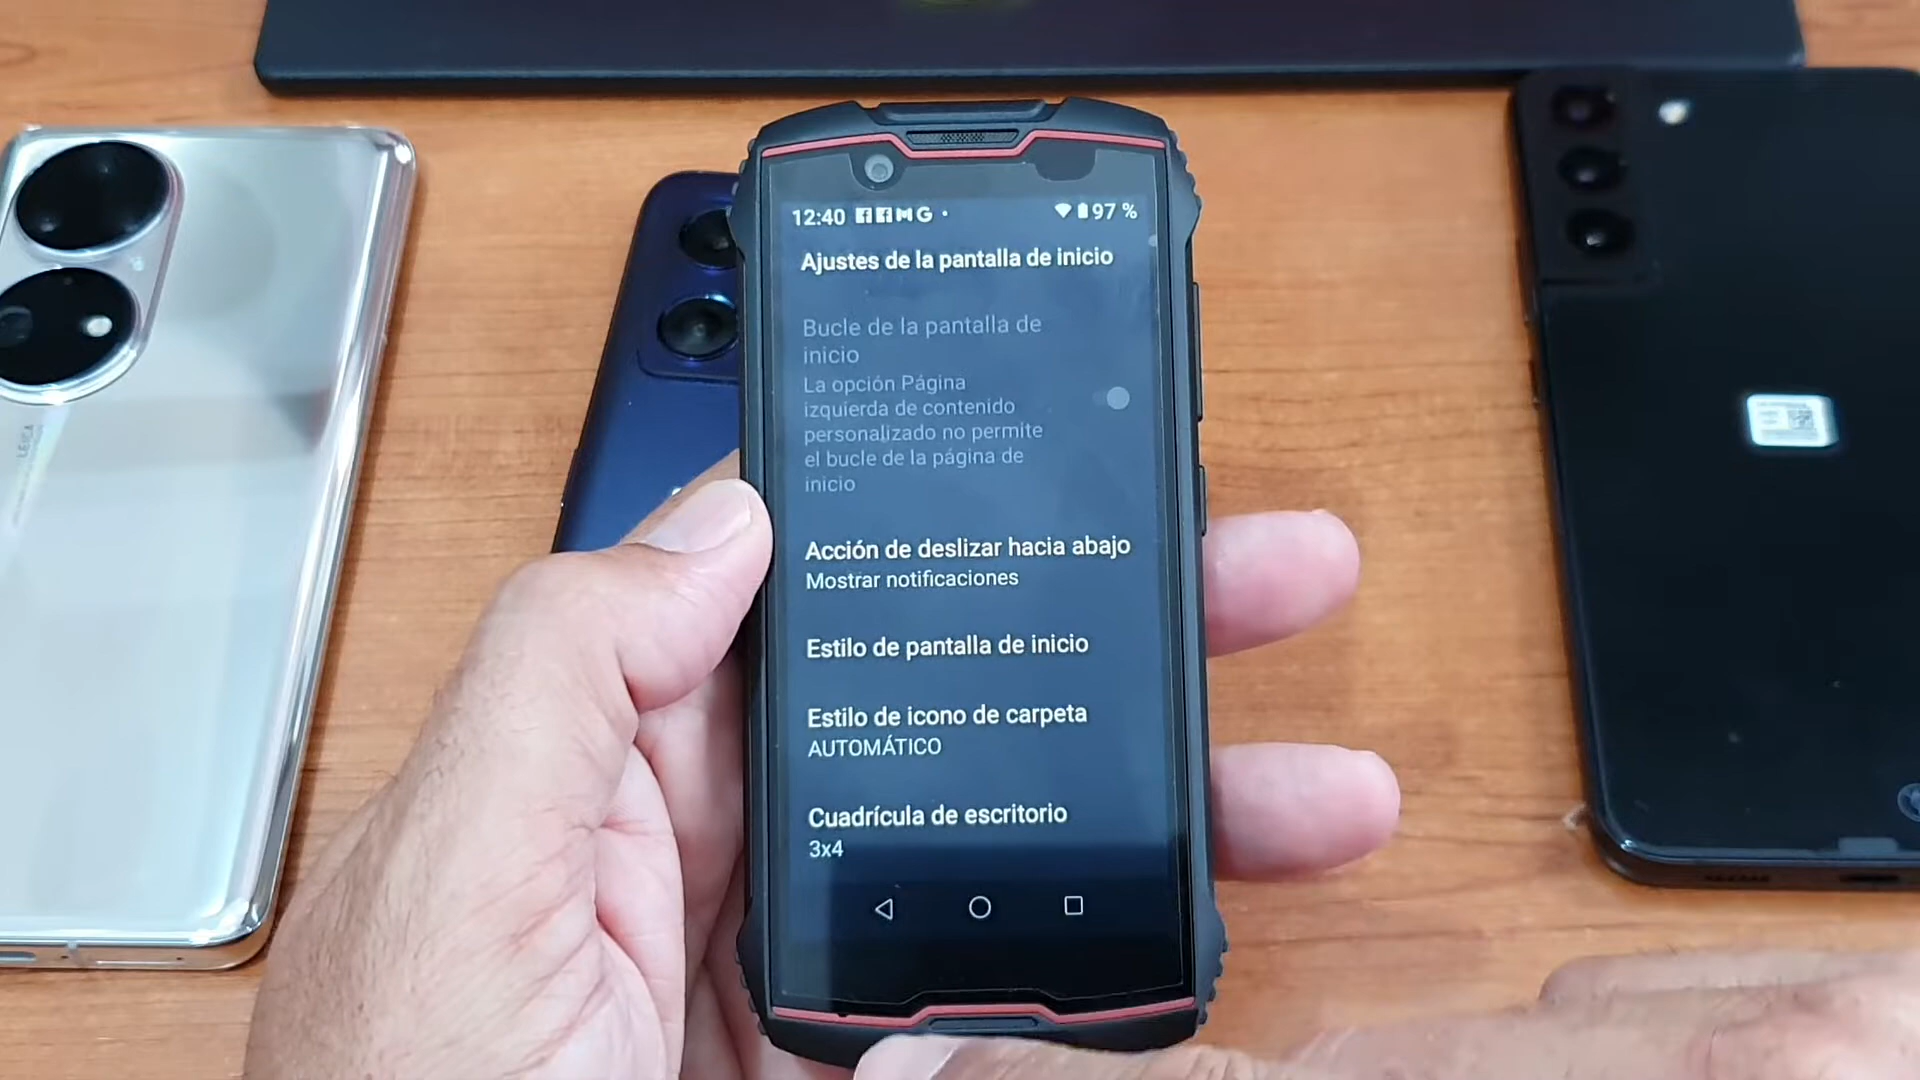 12:40 97 %
Ajustes de la pantalla de inicio
Bucle de la pantalla de
inicio
La opción Página
izquierda de contenido
personalizado no permite
el bucle de la página de
inicio
Acción de deslizar hacia abajo
Mostrar notificaciones
Estilo de pantalla de inicio
Estilo de icono de carpeta
AUTOMÁTICO
Cuadrícula de escritorio
3x4
LEICA